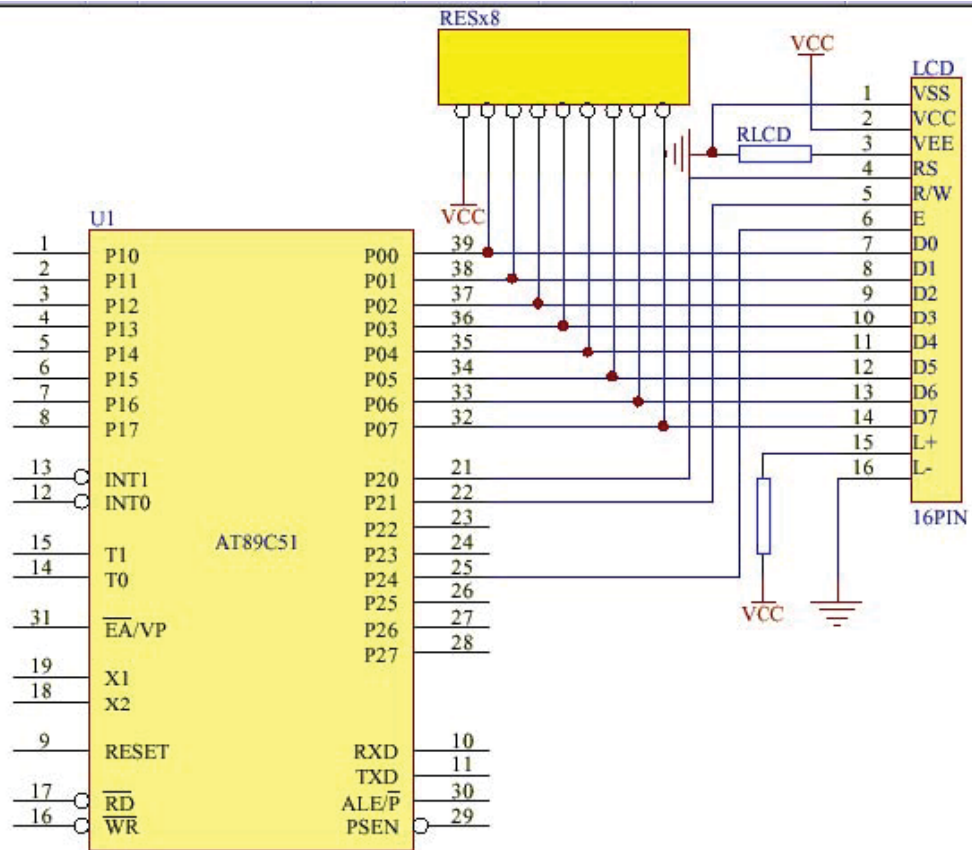 RESx8
VCC
LCD
1 VSS
2 VCC
3 VEE
RLCD
4 RS
5 R/W
6 E
7 D0
8 D1
9 D2
10 D3
11 D4
12 D5
13 D6
14 D7
15 L+
16 L-
16PIN
VCC
VCC
U1
1 P10 P00 39
2 P11 P01 38
3 P12 P02 37
4 P13 P03 36
5 P14 P04 35
6 P15 P05 34
7 P16 P06 33
8 P17 P07 32
13 INT1 P20 21
12 INT0 P21 22
P22 23
15 T1 P23 24
14 T0 P24 25
AT89C51
P25 26
31 EA/VP P26 27
P27 28
19 X1
18 X2
9 RESET RXD 10
TXD 11
17 RD ALE/P 30
16 WR PSEN 29